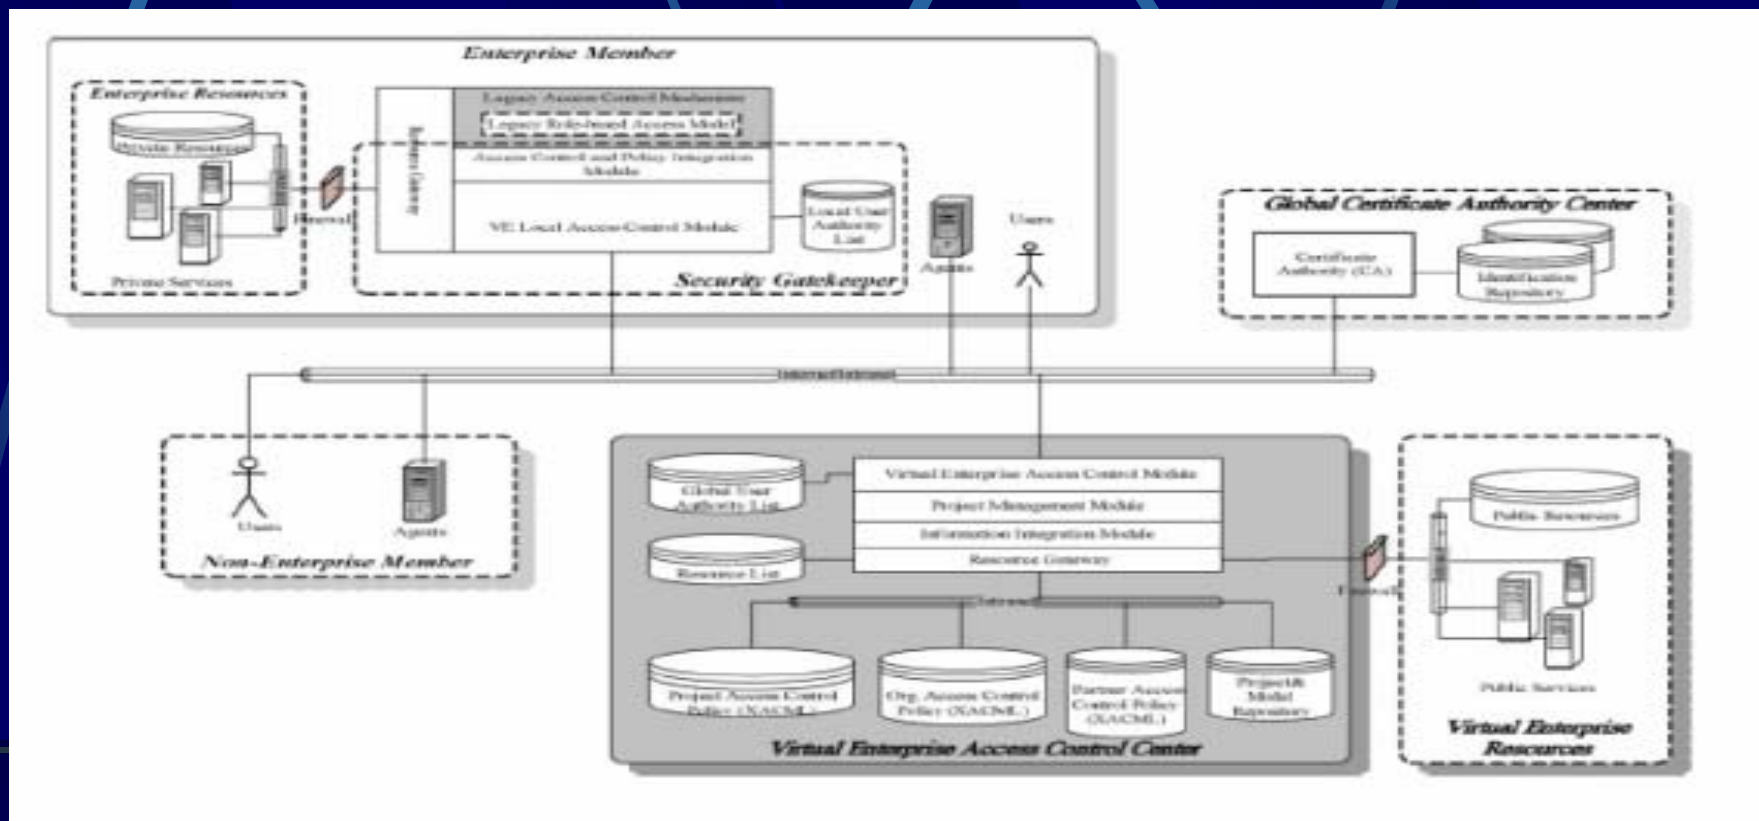 Enterprise Member
Enterprise Resources
Private Resources
Private Services
Firewall
Legacy Access Control Mechanism
Legacy Role-based Access Model
Access Control and Policy Integration
Module
VE Local Access Control Module
Local User
Authority
List
Security Gatekeeper
Agents
Users
Global Certificate Authority Center
Certificate
Authority (CA)
Identification
Repository
Users
Agents
Non-Enterprise Member
Global User
Authority List
Resource List
Virtual Enterprise Access Control Module
Project Management Module
Information Integration Module
Resource Gateway
Project Access Control
Policy (XACML)
Org. Access Control
Policy (XACML)
Partner Access
Control Policy
(XACML)
Project&
Model
Repository
Virtual Enterprise Access Control Center
Firewall
Public Resources
Public Services
Virtual Enterprise
Resources